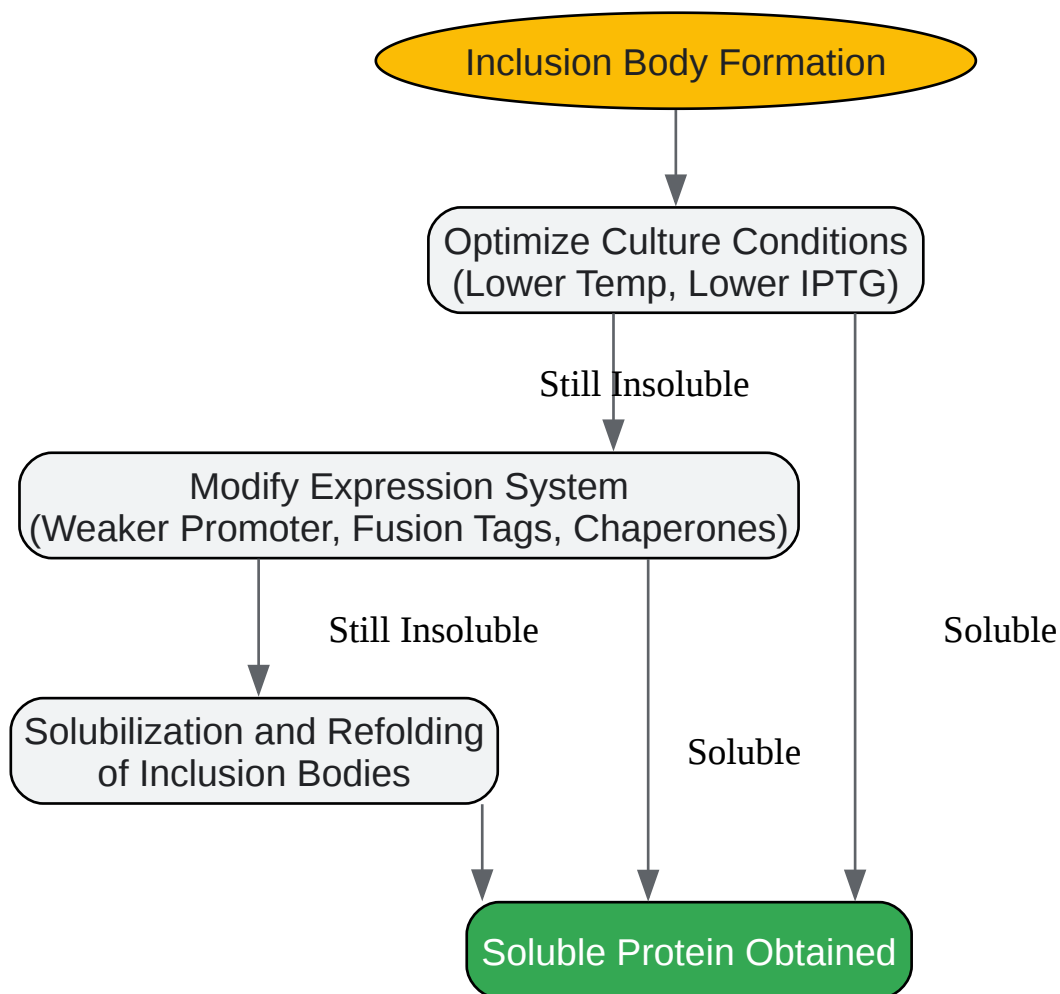 Inclusion Body Formation
Optimize Culture Conditions
(Lower Temp, Lower IPTG)
Still Insoluble
Modify Expression System
(Weaker Promoter, Fusion Tags, Chaperones)
Still Insoluble
Soluble
Solubilization and Refolding
of Inclusion Bodies
Soluble
Soluble Protein Obtained